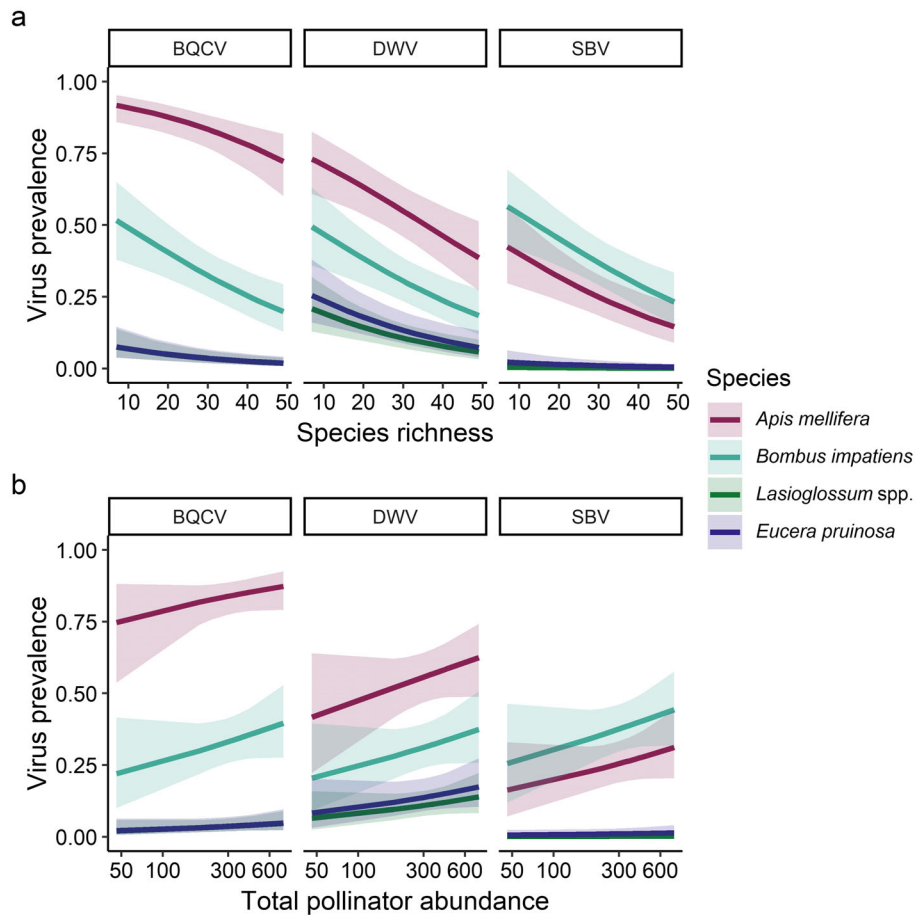 a
BQCV DWV SBV
1.00
0.75
0.50
0.25
0.00
Virus prevalence
10 20 30 40 50 10 20 30 40 50 10 20 30 40 50
Species richness
Species
Apis mellifera
Bombus impatiens
Lasioglossum spp.
Eucera pruinosa
b
BQCV DWV SBV
1.00
0.75
0.50
0.25
0.00
Virus prevalence
50 100 300 600 50 100 300 600 50 100 300 600
Total pollinator abundance